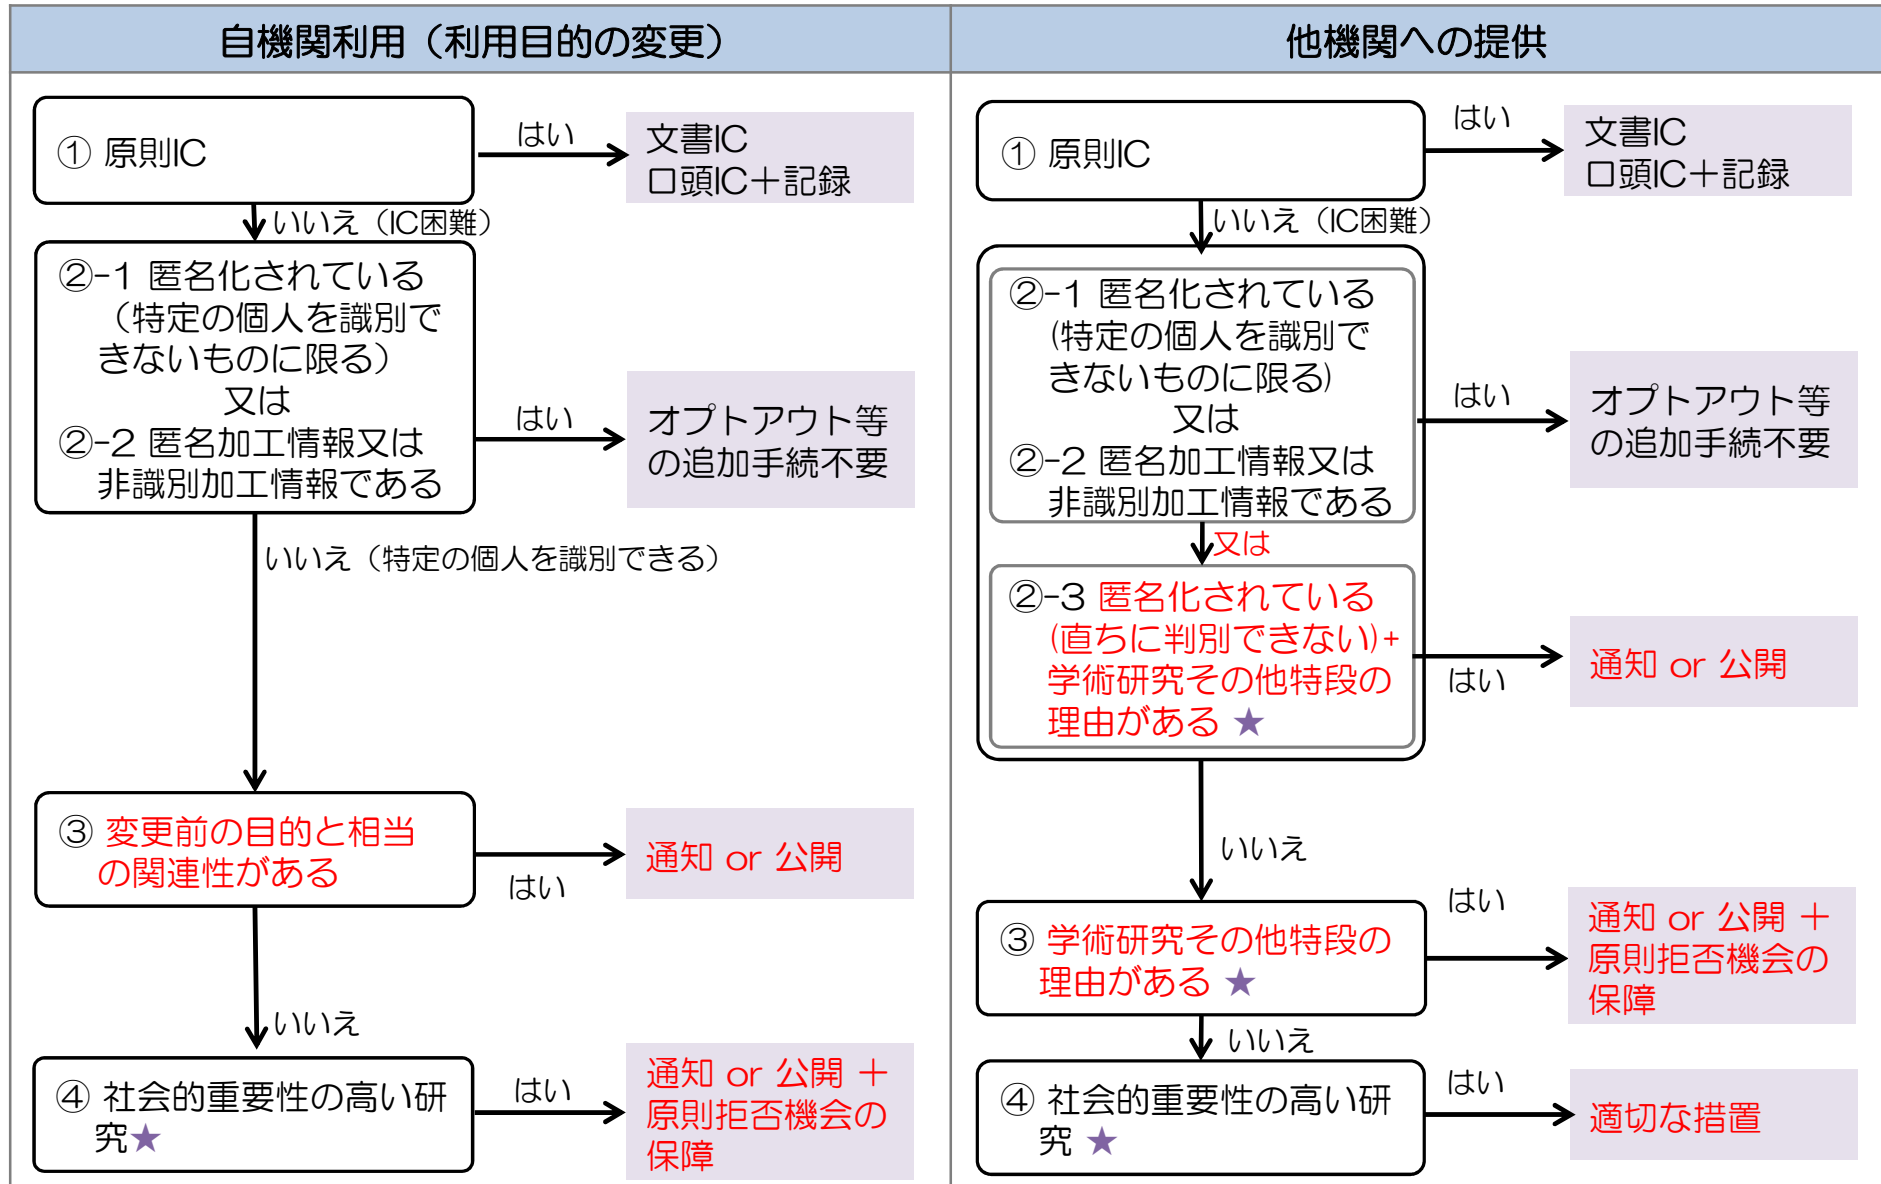 自機関利用（利用目的の変更）
① 原則IC
はい
文書IC
口頭IC＋記録
いいえ（IC困難）
②-1 匿名化されている
（特定の個人を識別で
きないものに限る）
又は
②-2 匿名加工情報又は
非識別加工情報である
はい
オプトアウト等
の追加手続不要
いいえ（特定の個人を識別できる）
③ 変更前の目的と相当
の関連性がある
はい
通知 or 公開
いいえ
④ 社会的重要性の高い研
究★
はい
通知 or 公開 ＋
原則拒否機会の
保障
他機関への提供
① 原則IC
はい
文書IC
口頭IC＋記録
いいえ（IC困難）
②-1 匿名化されている
(特定の個人を識別で
きないものに限る)
又は
②-2 匿名加工情報又は
非識別加工情報である
はい
オプトアウト等
の追加手続不要
又は
②-3 匿名化されている
(直ちに判別できない)+
学術研究その他特段の
理由がある ★
はい
通知 or 公開
いいえ
③ 学術研究その他特段の
理由がある ★
はい
通知 or 公開 ＋
原則拒否機会の
保障
いいえ
④ 社会的重要性の高い研
究 ★
はい
適切な措置